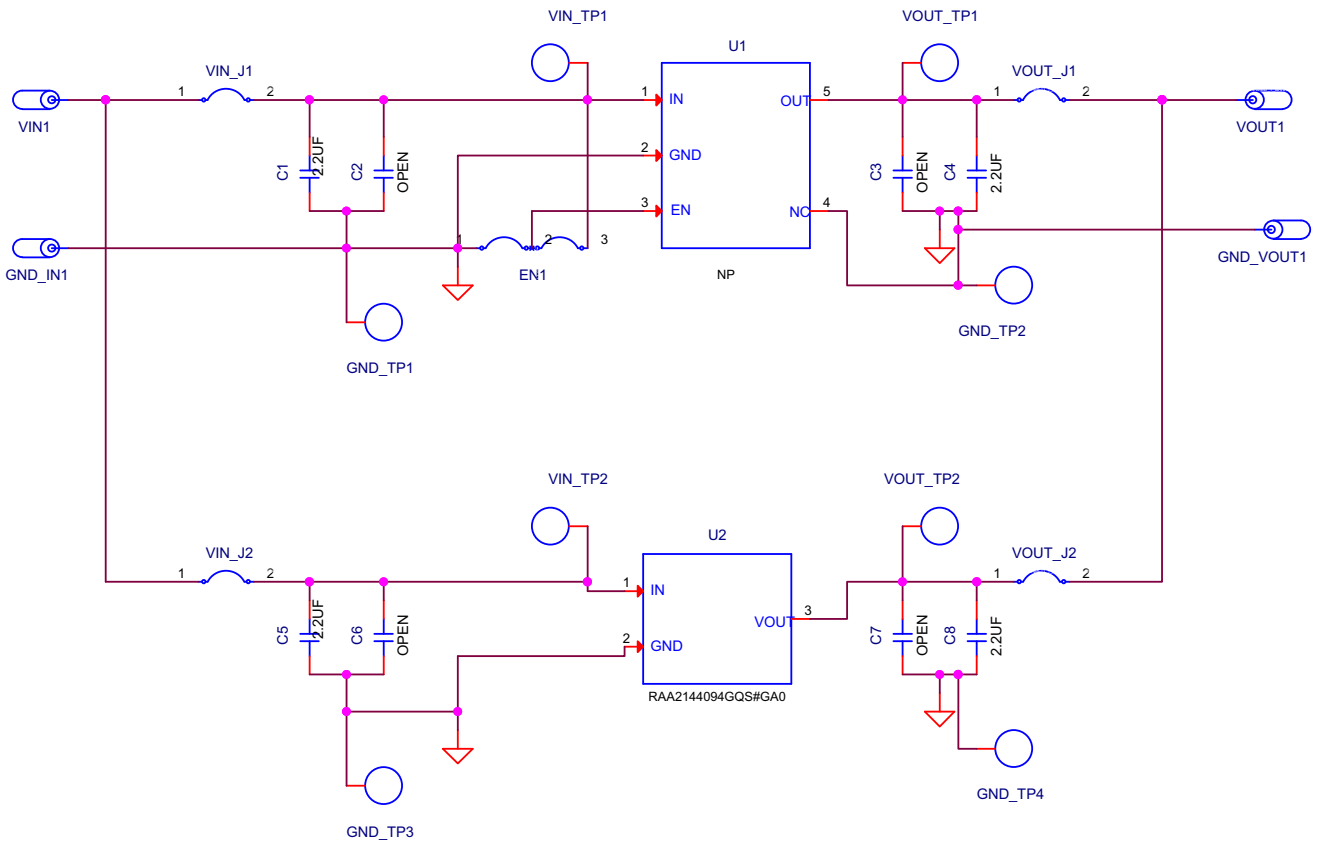 VIN_TP1
VOUT_TP1
U1
VIN_J1
VOUT_J1
1
2
1
IN
OUT
5
1
2
VIN1
VOUT1
C1
2.2UF
C2
OPEN
2
GND
C3
OPEN
C4
2.2UF
3
EN
NC
4
1
2
3
GND_IN1
EN1
NP
GND_VOUT1
GND_TP2
GND_TP1
VIN_TP2
VOUT_TP2
U2
VIN_J2
VOUT_J2
1
2
1
IN
1
2
C5
2.2UF
C6
OPEN
VOUT
3
C7
OPEN
C8
2.2UF
2
GND
RAA2144094GQS#GA0
GND_TP3
GND_TP4